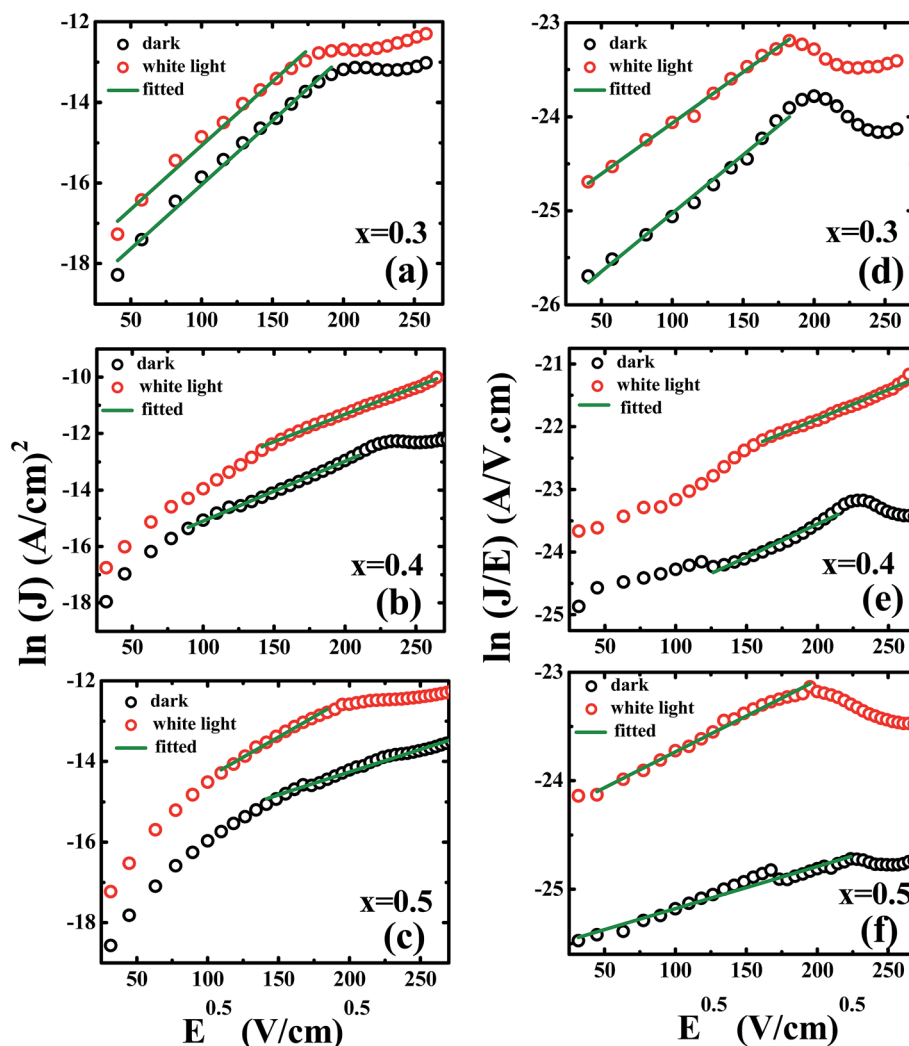 -12
-14
-16
-18
dark
white light
fitted
x=0.3
(a)
50 100 150 200 250
-23
-24
-25
-26
dark
white light
fitted
x=0.3
(d)
50 100 150 200 250
-10
-12
-14
-16
-18
dark
white light
fitted
x=0.4
(b)
50 100 150 200 250
-21
-22
-23
-24
-25
dark
white light
fitted
x=0.4
(e)
50 100 150 200 250
-12
-14
-16
-18
dark
white light
fitted
x=0.5
(c)
50 100 150 200 250
-23
-24
-25
dark
white light
fitted
x=0.5
(f)
50 100 150 200 250
ln (J) (A/cm)²
ln (J/E) (A/V.cm)
E^0.5 (V/cm)^0.5
E^0.5 (V/cm)^0.5